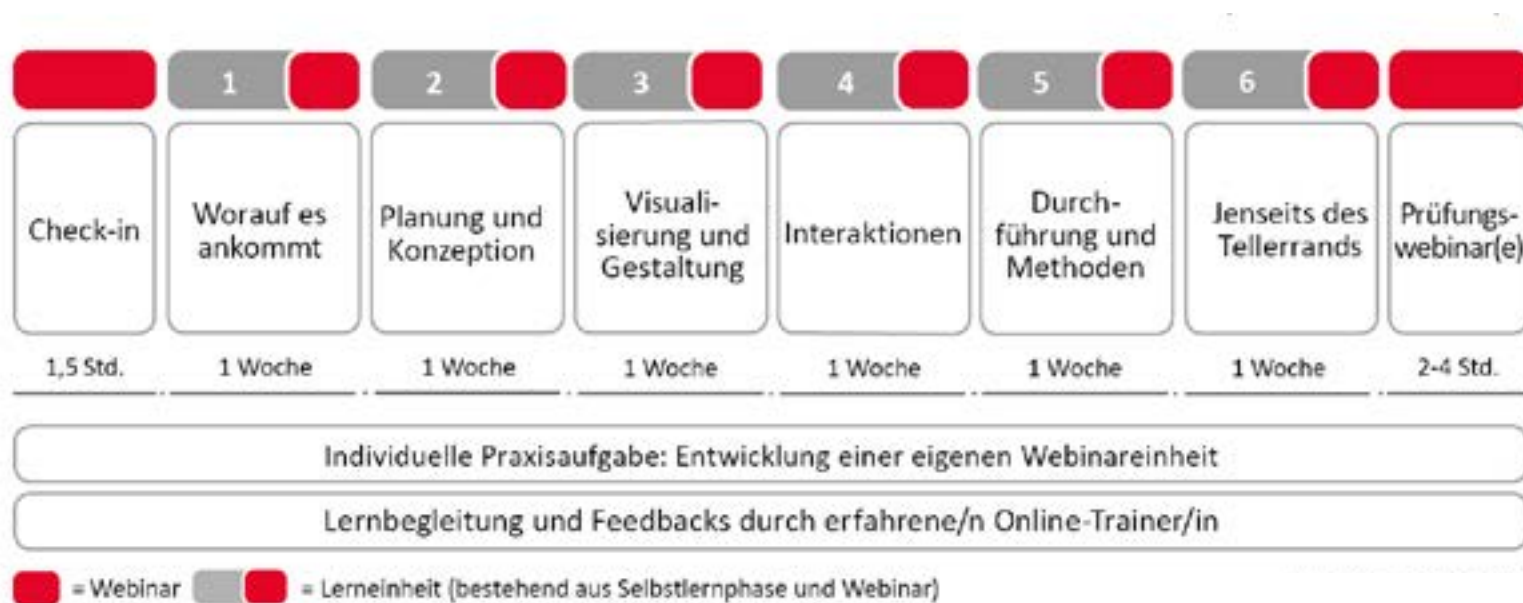 1 2 3 4 5 6
Check-in
Worauf es
ankommt
Planung und
Konzeption
Visuali-
sierung und
Gestaltung
Interaktionen
Durch-
führung und
Methoden
Jenseits des
Tellerrands
Prüfungs-
webinar(e)
1,5 Std. 1 Woche 1 Woche 1 Woche 1 Woche 1 Woche 1 Woche 2-4 Std.
Individuelle Praxisaufgabe: Entwicklung einer eigenen Webinareinheit
Lernbegleitung und Feedbacks durch erfahrene/n Online-Trainer/in
= Webinar = Lerneinheit (bestehend aus Selbstlernphase und Webinar)